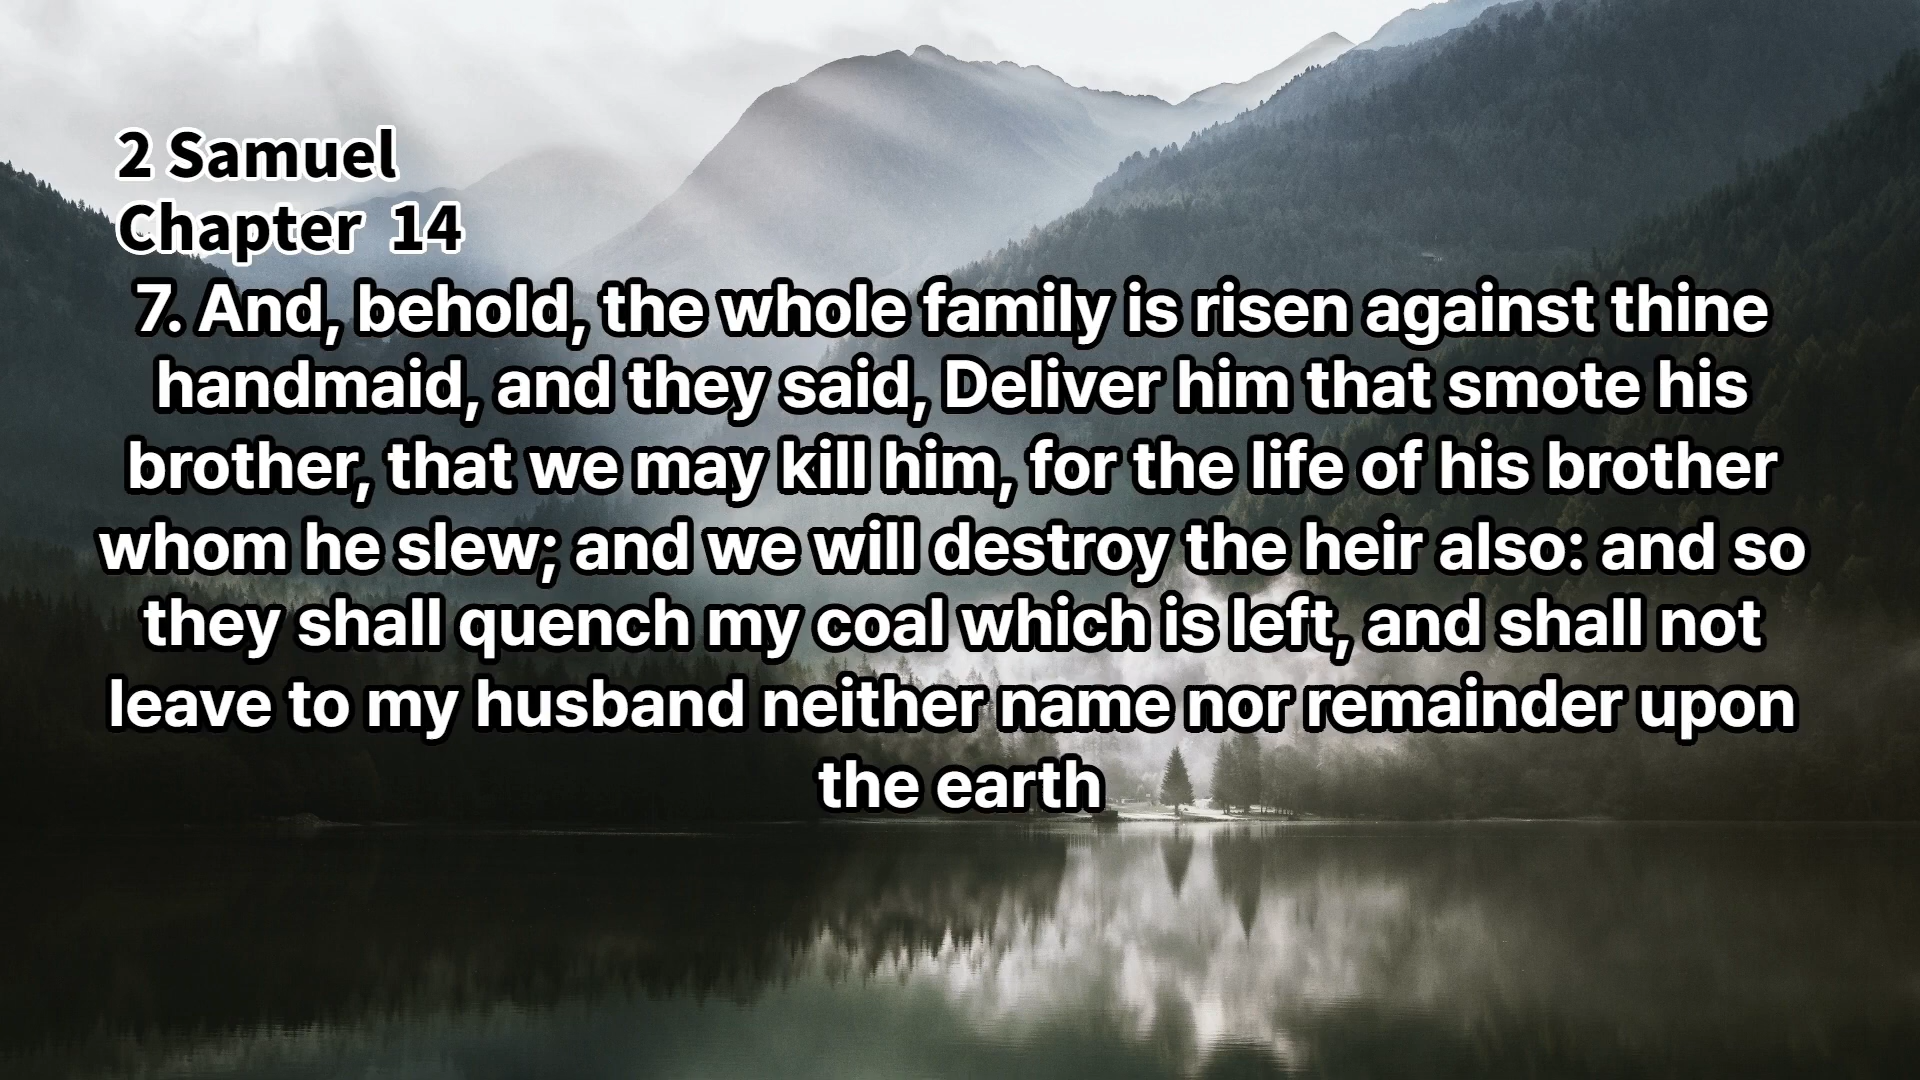 2 Samuel
Chapter 14
7. And, behold, the whole family is risen against thine
handmaid, and they said, Deliver him that smote his
brother, that we may kill him, for the life of his brother
whom he slew; and we will destroy the heir also: and so
they shall quench my coal which is left, and shall not
leave to my husband neither name nor remainder upon
the earth